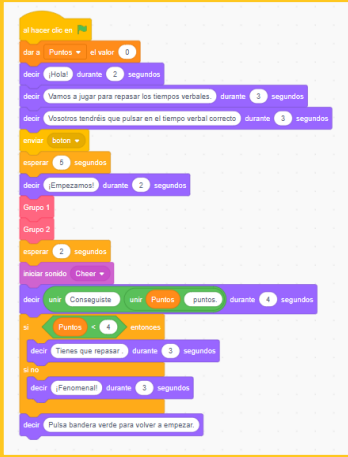 al hacer clic en
dar a Puntos el valor 0
decir ¡Hola! durante 2 segundos
decir Vamos a jugar para repasar los tiempos verbales. durante 3 segundos
decir Vosotros tendréis que pulsar en el tiempo verbal correcto durante 3 segundos
enviar boton
esperar 5 segundos
decir ¡Empezamos! durante 2 segundos
Grupo 1
Grupo 2
esperar 2 segundos
iniciar sonido Cheer
decir unir Conseguiste unir Puntos puntos. durante 4 segundos
si Puntos < 4 entonces
decir Tienes que repasar . durante 3 segundos
si no
decir ¡Fenomenal! durante 3 segundos
decir Pulsa bandera verde para volver a empezar.